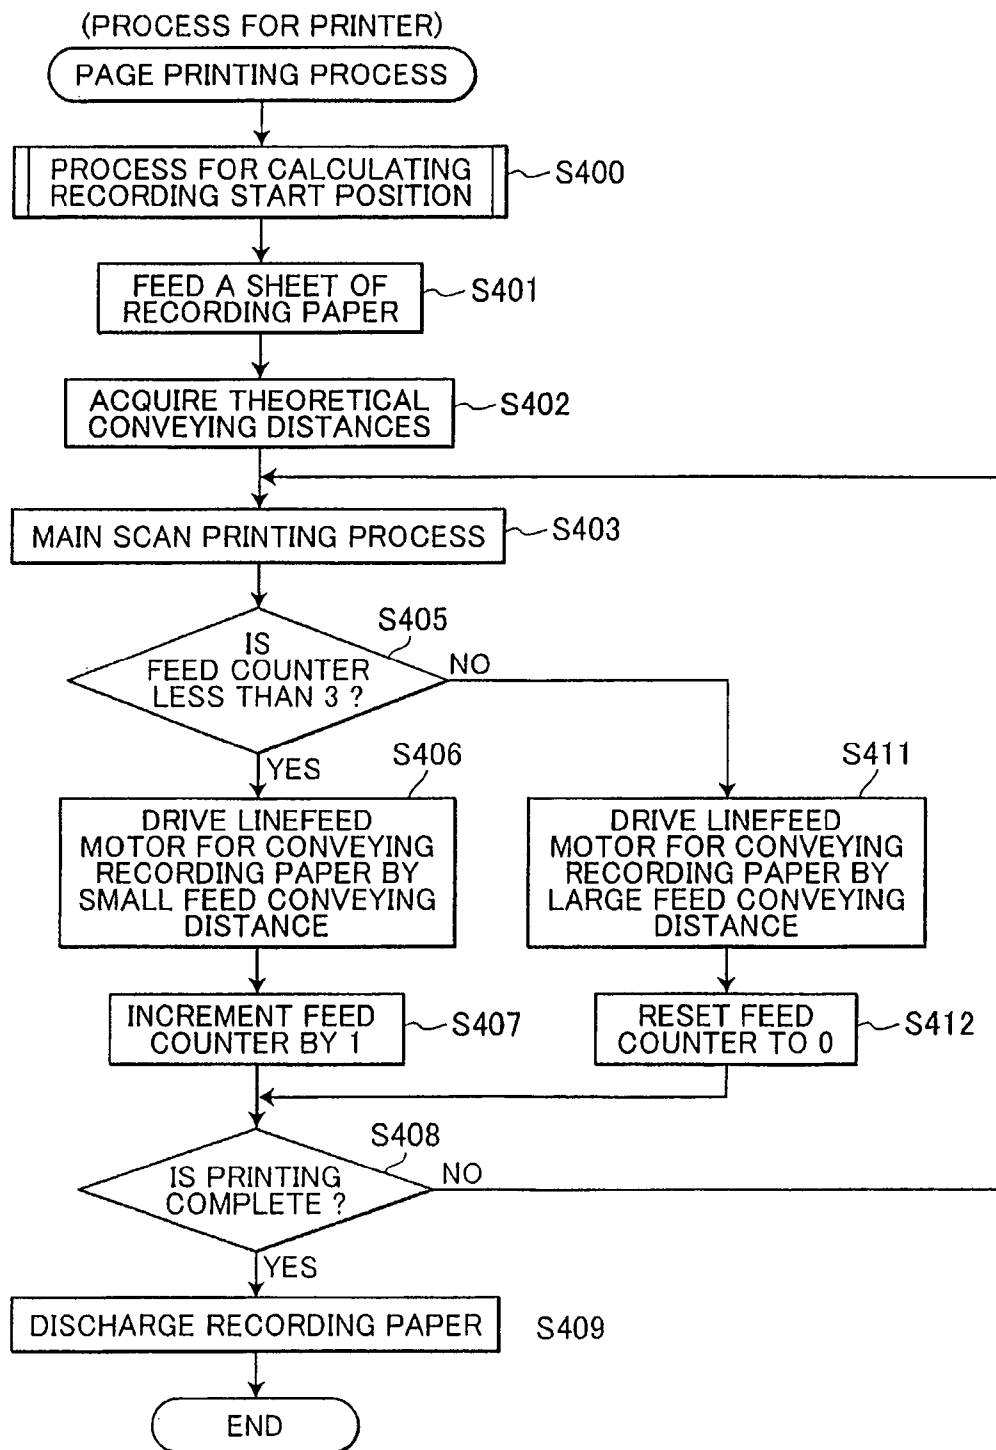 (PROCESS FOR PRINTER)
PAGE PRINTING PROCESS
PROCESS FOR CALCULATING
RECORDING START POSITION
S400
FEED A SHEET OF
RECORDING PAPER
S401
ACQUIRE THEORETICAL
CONVEYING DISTANCES
S402
MAIN SCAN PRINTING PROCESS
S403
S405
IS
FEED COUNTER
LESS THAN 3 ?
NO
YES
S406
DRIVE LINEFEED
MOTOR FOR CONVEYING
RECORDING PAPER BY
SMALL FEED CONVEYING
DISTANCE
S411
DRIVE LINEFEED
MOTOR FOR CONVEYING
RECORDING PAPER BY
LARGE FEED CONVEYING
DISTANCE
INCREMENT FEED
COUNTER BY 1
S407
RESET FEED
COUNTER TO 0
S412
S408
IS PRINTING
COMPLETE ?
NO
YES
DISCHARGE RECORDING PAPER
S409
END